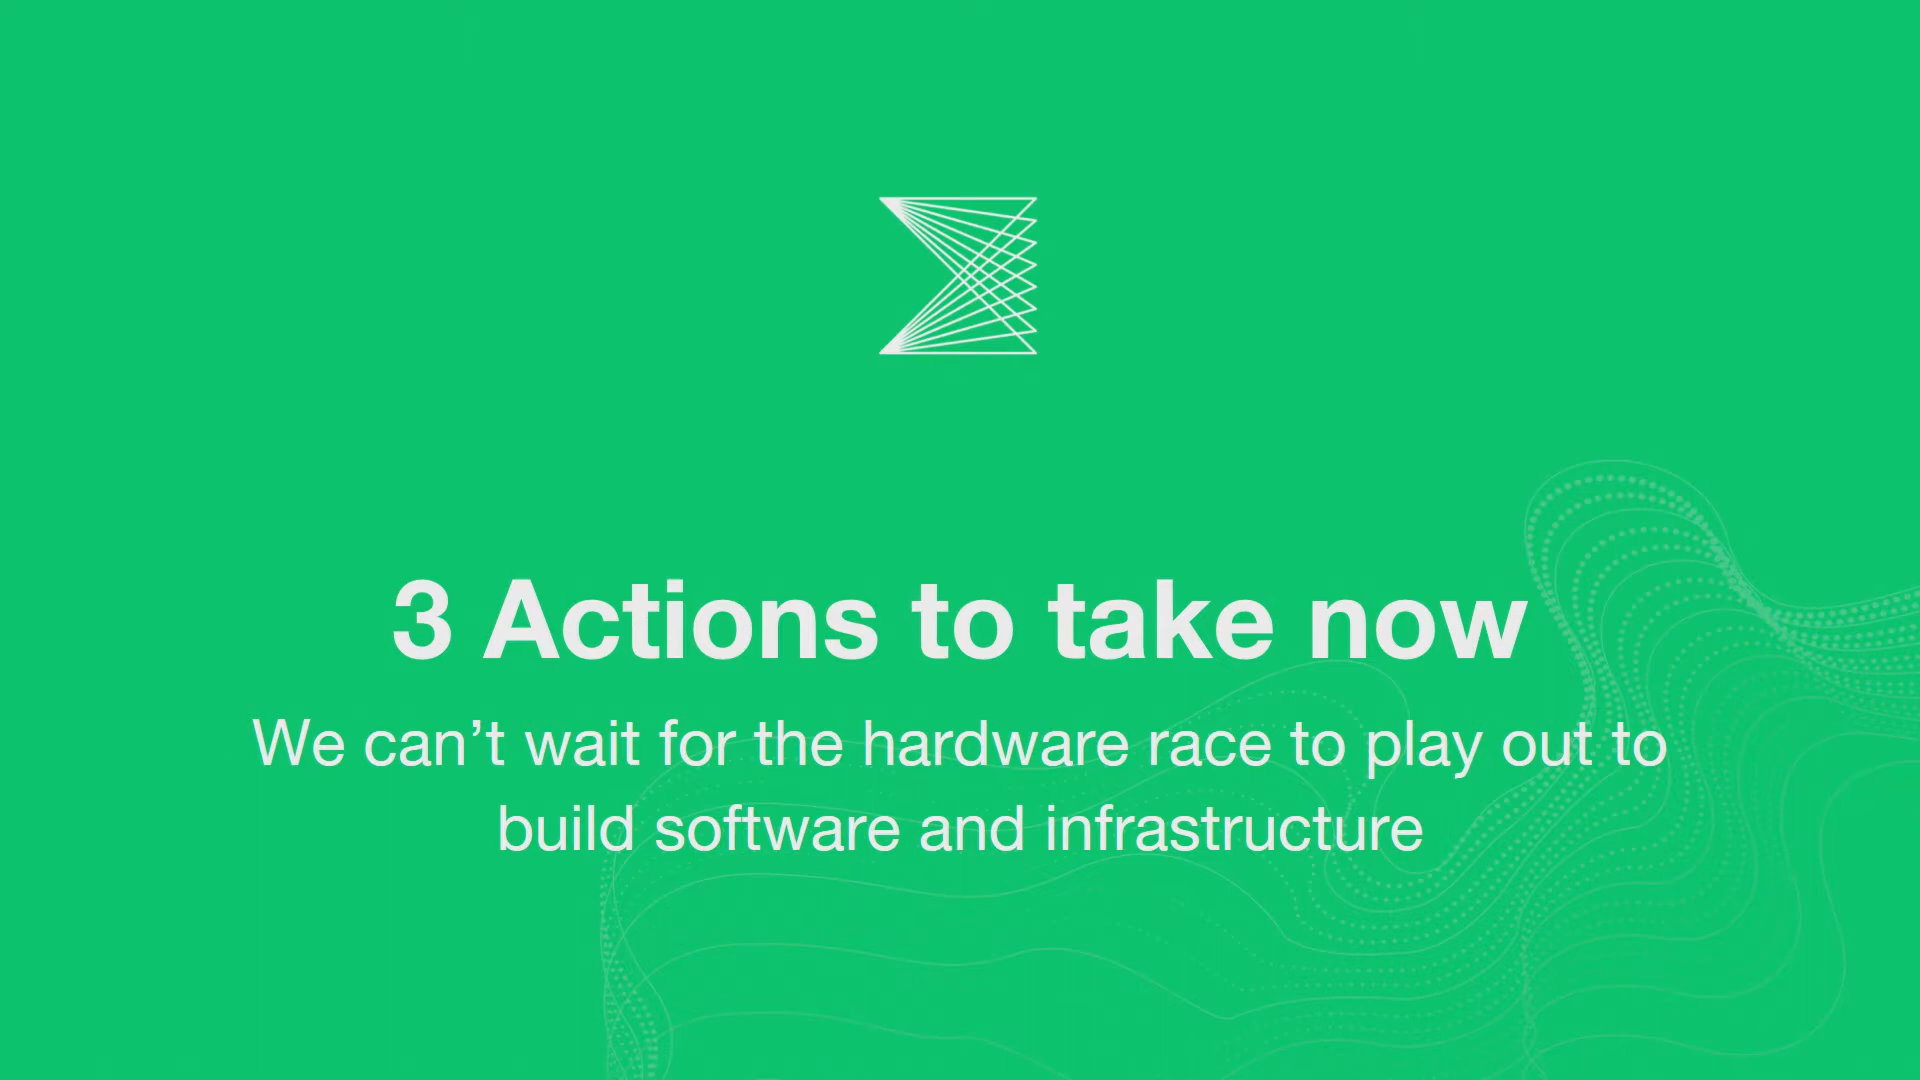 3 Actions to take now
We can’t wait for the hardware race to play out to
build software and infrastructure